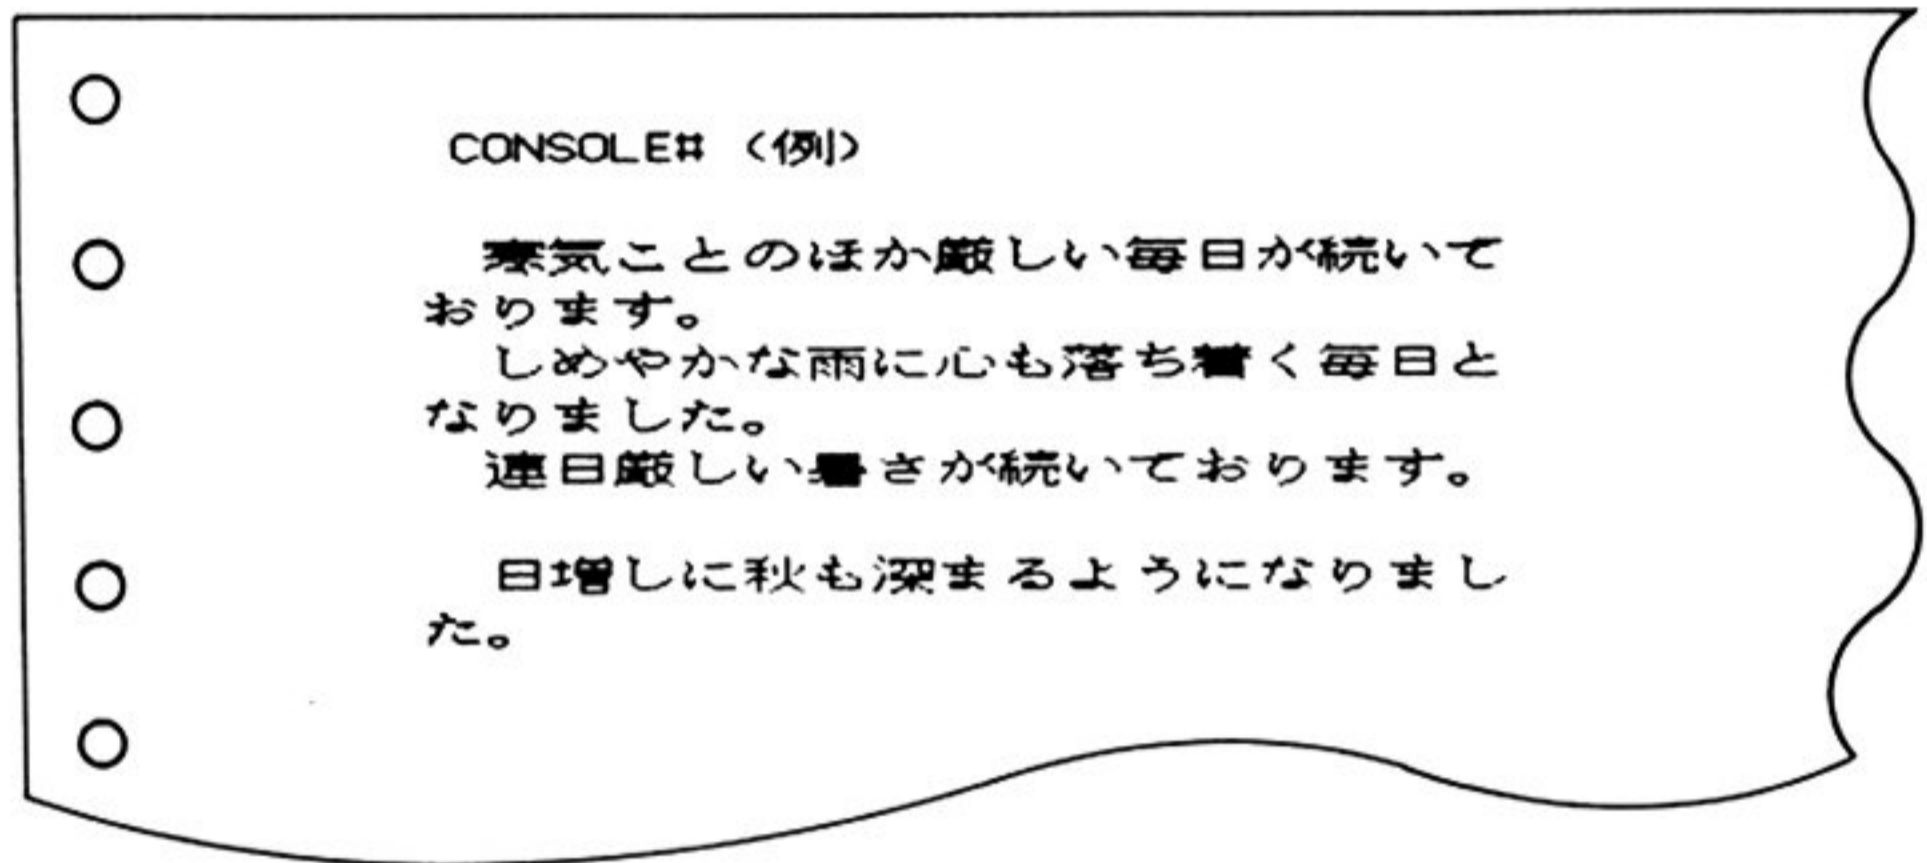 CONSOLE# 〈例〉
寒気ことのほか厳しい毎日が続いて
おります。
しめやかな雨に心も落ち着く毎日と
なりました。
連日厳しい暑さが続いております。
日増しに秋も深まるようになりまし
た。